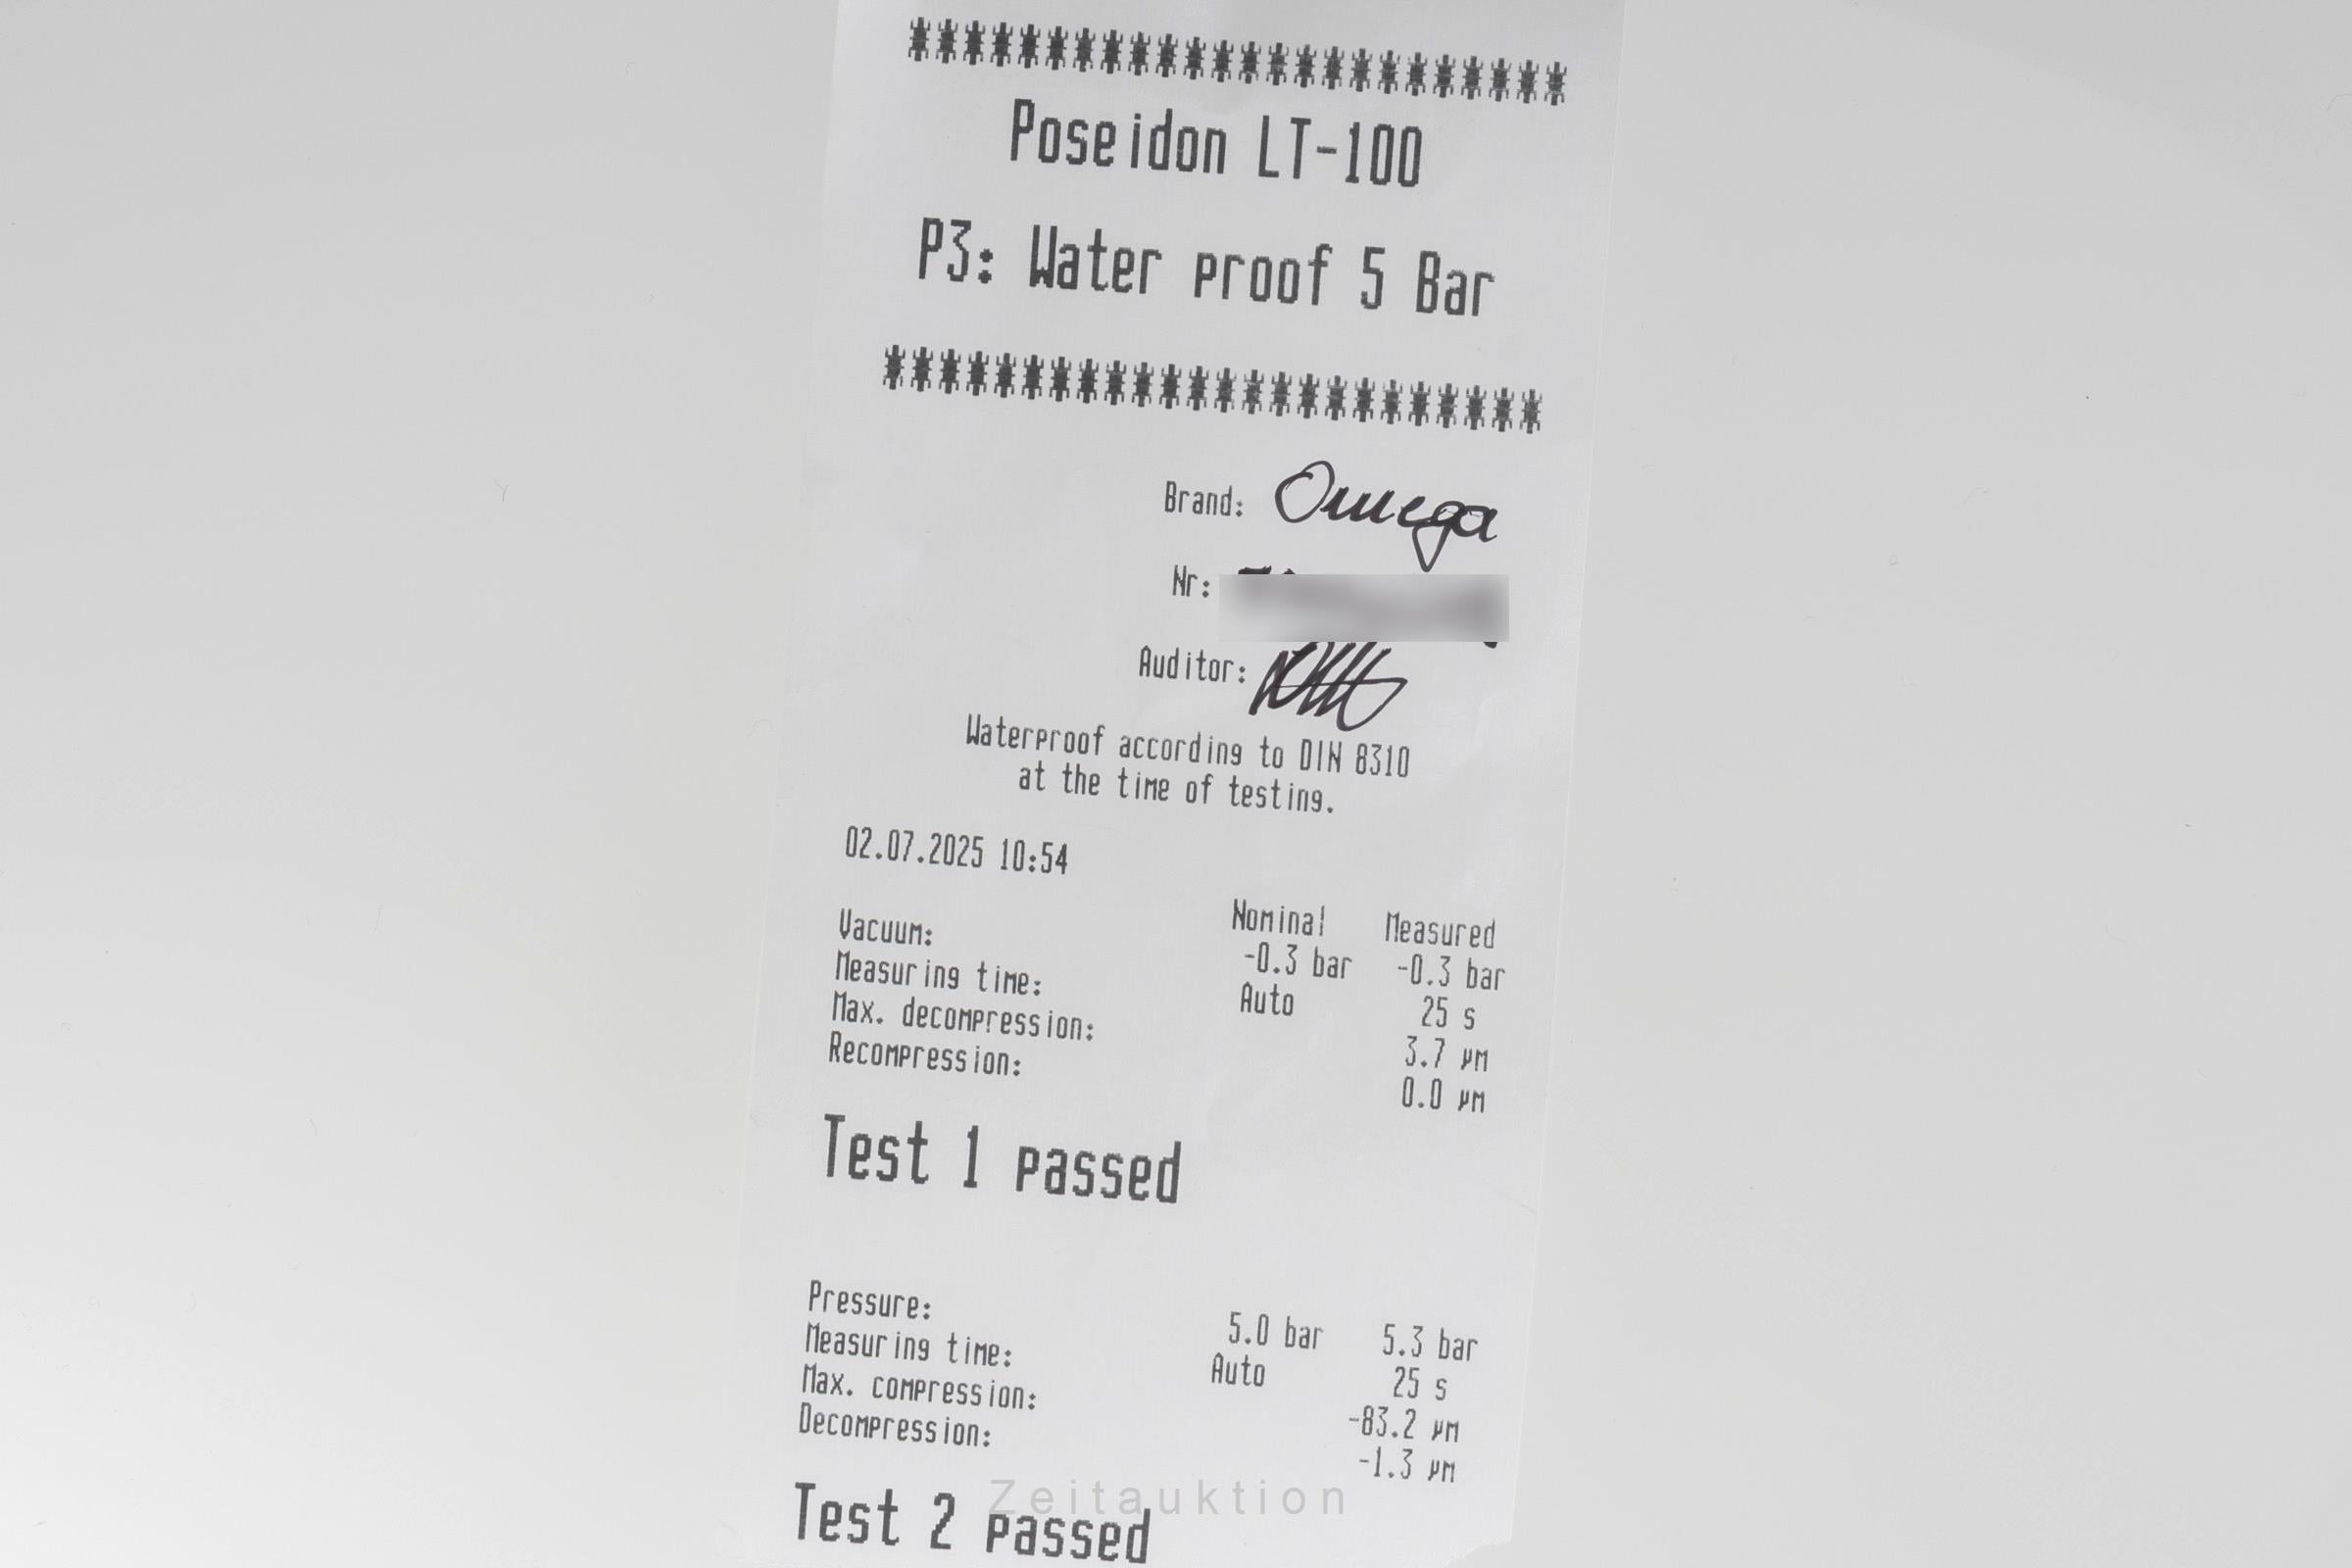 ************************
Poseidon LT-100
P3: Water proof 5 Bar
************************
Brand: Omega
Nr:
Auditor:
Waterproof according to DIN 8310
at the time of testing.
02.07.2025 10:54
Nominal Measured
Vacuum: -0.3 bar -0.3 bar
Measuring time: Auto 25 s
Max. decompression: 3.7 µm
Recompression: 0.0 µm
Test 1 passed
Pressure: 5.0 bar 5.3 bar
Measuring time: Auto 25 s
Max. compression: -83.2 µm
Decompression: -1.3 µm
Zeitauktion
Test 2 passed